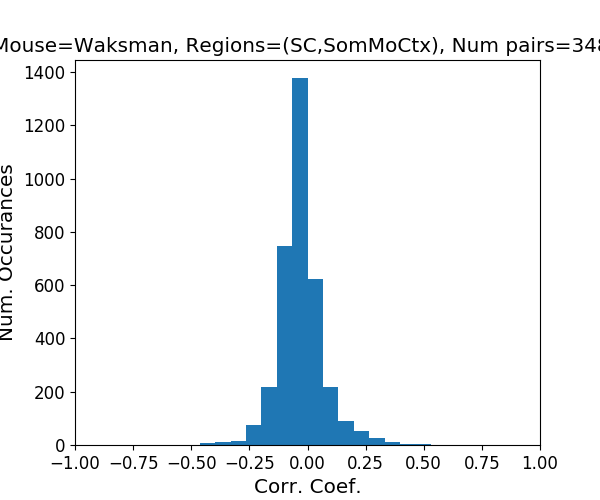 Mouse=Waksman, Regions=(SC,SomMoCtx), Num pairs=348
1400
1200
1000
800
600
400
200
0
Num. Occurances
−1.00 −0.75 −0.50 −0.25 0.00 0.25 0.50 0.75 1.00
Corr. Coef.